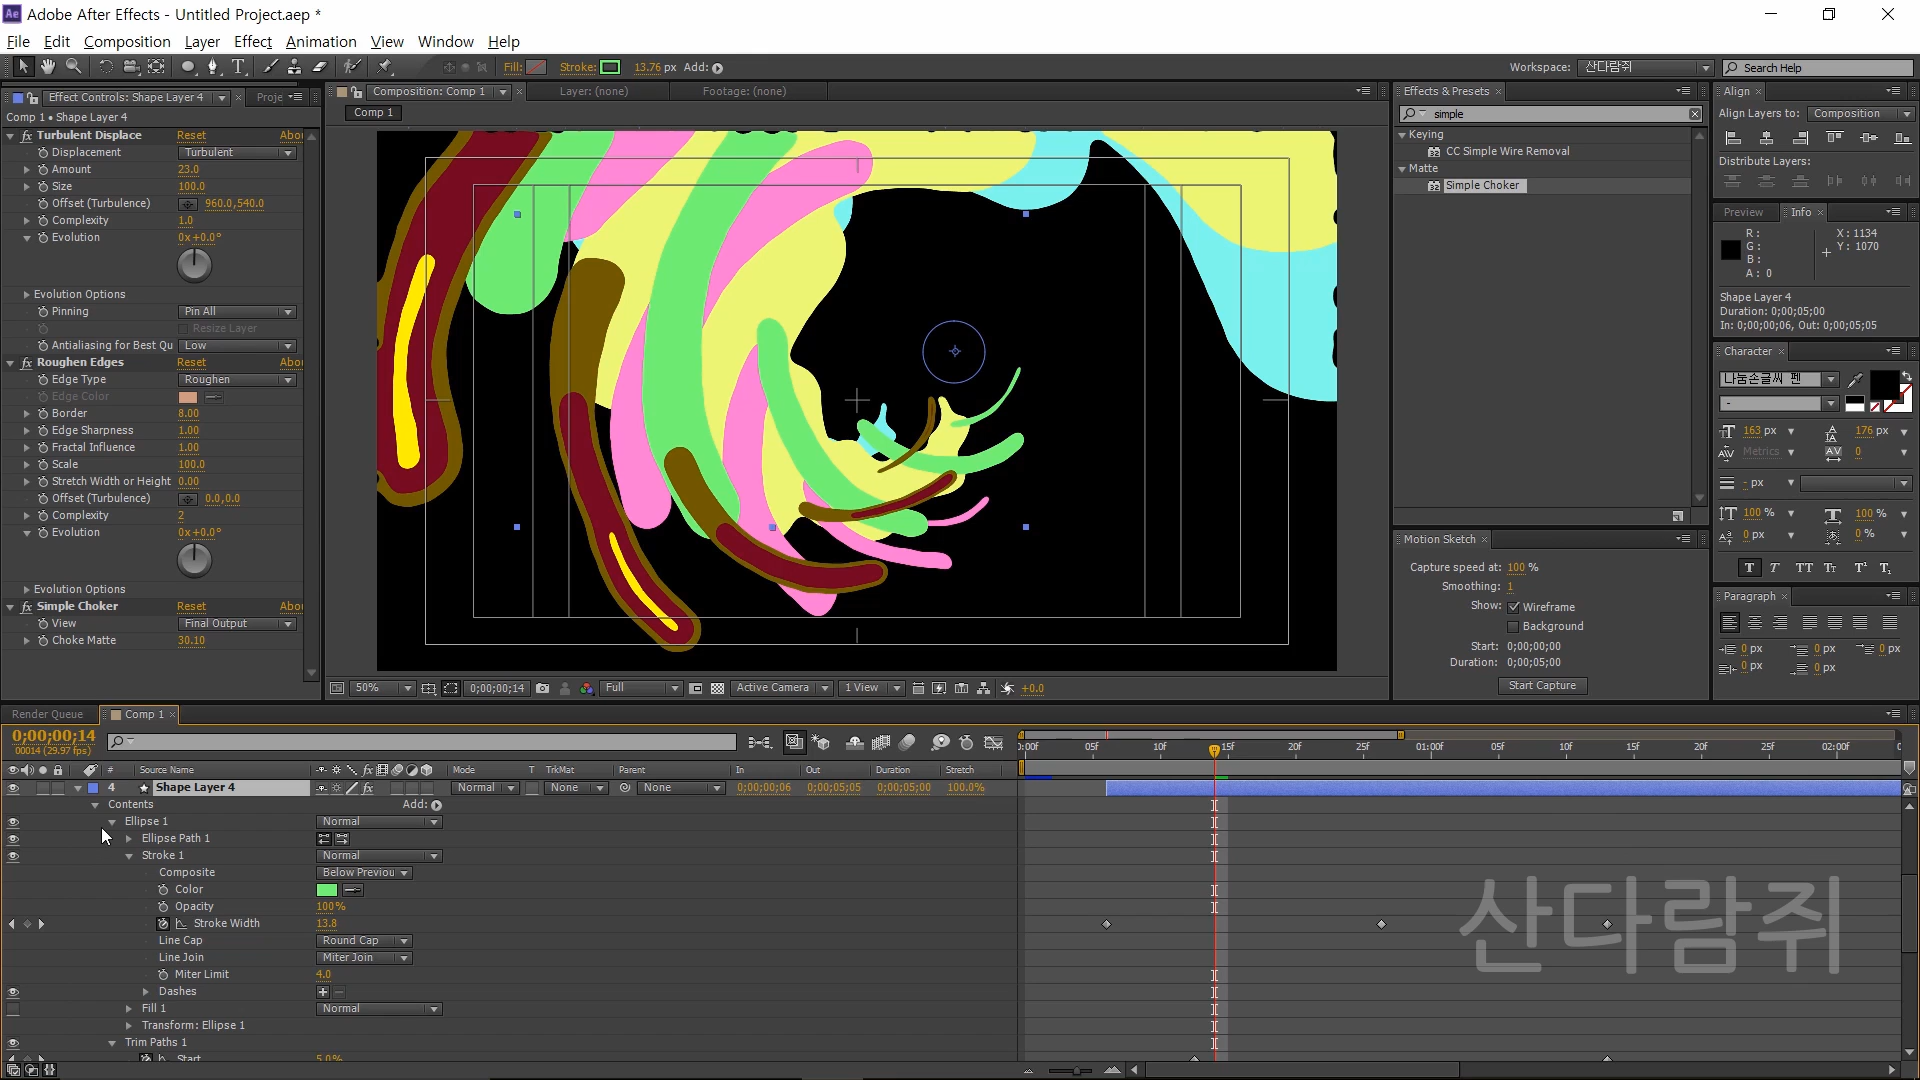 Adobe After Effects - Untitled Project.aep *
File Edit Composition Layer Effect Animation View Window Help
Fill: Stroke: 13.76 px Add:
Workspace: 산다람쥐 Search Help
Effect Controls: Shape Layer 4 Proje
Comp 1 • Shape Layer 4
Turbulent Displace Reset Abou
Displacement Turbulent
Amount 23.0
Size 100.0
Offset (Turbulence) 960.0,540.0
Complexity 1.0
Evolution 0x+0.0°
Evolution Options
Pinning Pin All
Resize Layer
Antialiasing for Best Qu Low
Roughen Edges Reset Abou
Edge Type Roughen
Edge Color
Border 8.00
Edge Sharpness 1.00
Fractal Influence 1.00
Scale 100.0
Stretch Width or Height 0.00
Offset (Turbulence) 0.0,0.0
Complexity 2
Evolution 0x+0.0°
Evolution Options
Simple Choker Reset Abou
View Final Output
Choke Matte 30.10
Composition: Comp 1 Layer: (none) Footage: (none)
Comp 1
50% 0;00;00;14 Full Active Camera 1 View +0.0
Effects & Presets
simple
Keying
CC Simple Wire Removal
Matte
Simple Choker
Motion Sketch
Capture speed at: 100 %
Smoothing: 1
Show: Wireframe
Background
Start: 0;00;00;00
Duration: 0;00;05;00
Start Capture
Align
Align Layers to: Composition
Distribute Layers:
Preview Info
R: X: 1134
G: Y: 1070
B:
A: 0
Shape Layer 4
Duration: 0;00;05;00
In: 0;00;00;06, Out: 0;00;05;05
Character
나눔손글씨 펜
-
163 px 176 px
Metrics 0
- px
100 % 100 %
0 px 0 %
T T TT Tr T¹ T₁
Paragraph
0 px 0 px 0 px
0 px 0 px
Render Queue Comp 1
0;00;00;14
00014 (29.97 fps)
0:00f 05f 10f 15f 20f 25f 01:00f 05f 10f 15f 20f 25f 02:00f
# Source Name Mode T TrkMat Parent In Out Duration Stretch
4 Shape Layer 4 Normal None None 0;00;00;06 0;00;05;05 0;00;05;00 100.0%
Contents Add:
Ellipse 1 Normal
Ellipse Path 1
Stroke 1 Normal
Composite Below Previou
Color
Opacity 100%
Stroke Width 13.8
Line Cap Round Cap
Line Join Miter Join
Miter Limit 4.0
Dashes + -
Fill 1 Normal
Transform: Ellipse 1
Trim Paths 1
Start 5.0%
산다람쥐